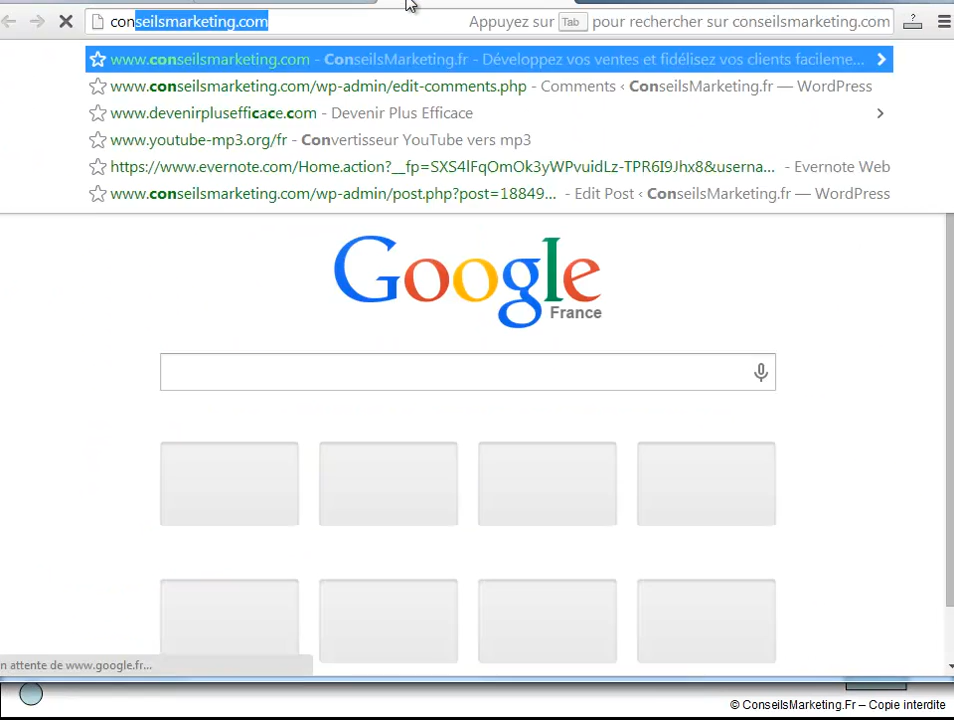 conseilsmarketing.com Appuyez sur Tab pour rechercher sur conseilsmarketing.com
www.conseilsmarketing.com - ConseilsMarketing.fr - Développez vos ventes et fidélisez vos clients facileme...
www.conseilsmarketing.com/wp-admin/edit-comments.php - Comments ‹ ConseilsMarketing.fr — WordPress
www.devenirplusefficace.com - Devenir Plus Efficace
www.youtube-mp3.org/fr - Convertisseur YouTube vers mp3
https://www.evernote.com/Home.action?__fp=SXS4lFqOmOk3yWPvuidLz-TPR6I9Jhx8&userna... - Evernote Web
www.conseilsmarketing.com/wp-admin/post.php?post=18849... - Edit Post ‹ ConseilsMarketing.fr — WordPress
Google
France
n attente de www.google.fr...
© ConseilsMarketing.Fr – Copie interdite